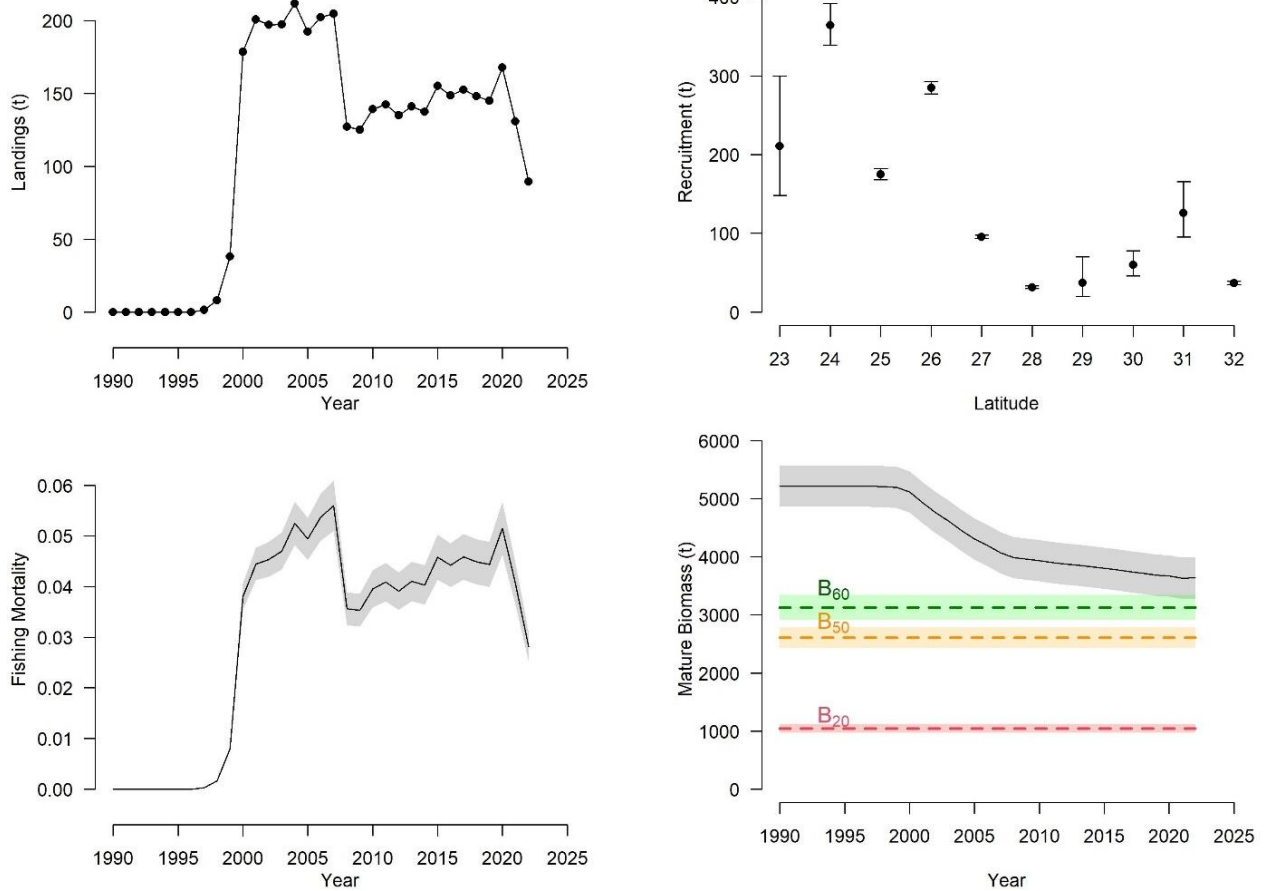 200
150
100
50
0
Landings (t)
1990 1995 2000 2005 2010 2015 2020 2025
Year
400
300
200
100
0
Recruitment (t)
23 24 25 26 27 28 29 30 31 32
Latitude
0.06
0.05
0.04
0.03
0.02
0.01
0.00
Fishing Mortality
1990 1995 2000 2005 2010 2015 2020 2025
Year
6000
5000
4000
3000
2000
1000
0
Mature Biomass (t)
B60
B50
B20
1990 1995 2000 2005 2010 2015 2020 2025
Year